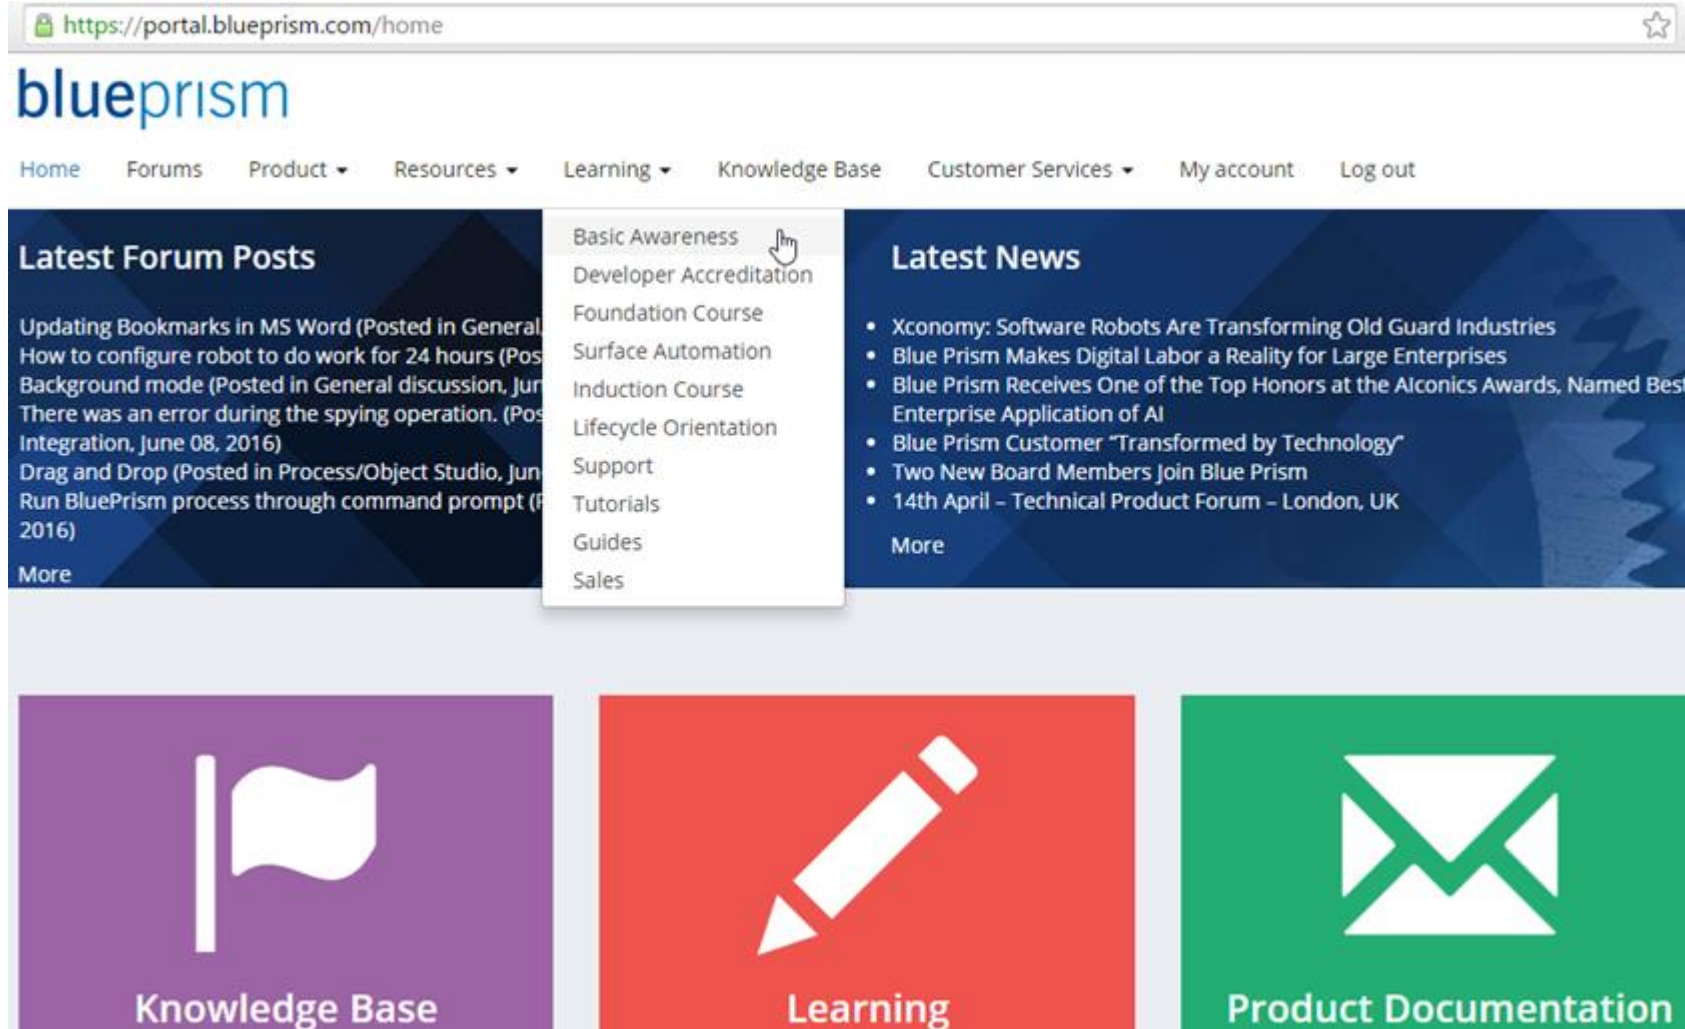 https://portal.blueprism.com/home
blueprism
Home Forums Product Resources Learning Knowledge Base Customer Services My account Log out
Latest Forum Posts
Updating Bookmarks in MS Word (Posted in General
How to configure robot to do work for 24 hours (Pos
Background mode (Posted in General discussion, Jun
There was an error during the spying operation. (Pos
Integration, June 08, 2016)
Drag and Drop (Posted in Process/Object Studio, Jun
Run BluePrism process through command prompt (P
2016)
More
Basic Awareness
Developer Accreditation
Foundation Course
Surface Automation
Induction Course
Lifecycle Orientation
Support
Tutorials
Guides
Sales
Latest News
• Xconomy: Software Robots Are Transforming Old Guard Industries
• Blue Prism Makes Digital Labor a Reality for Large Enterprises
• Blue Prism Receives One of the Top Honors at the AIconics Awards, Named Best
Enterprise Application of AI
• Blue Prism Customer “Transformed by Technology”
• Two New Board Members Join Blue Prism
• 14th April – Technical Product Forum – London, UK
More
Knowledge Base
Learning
Product Documentation